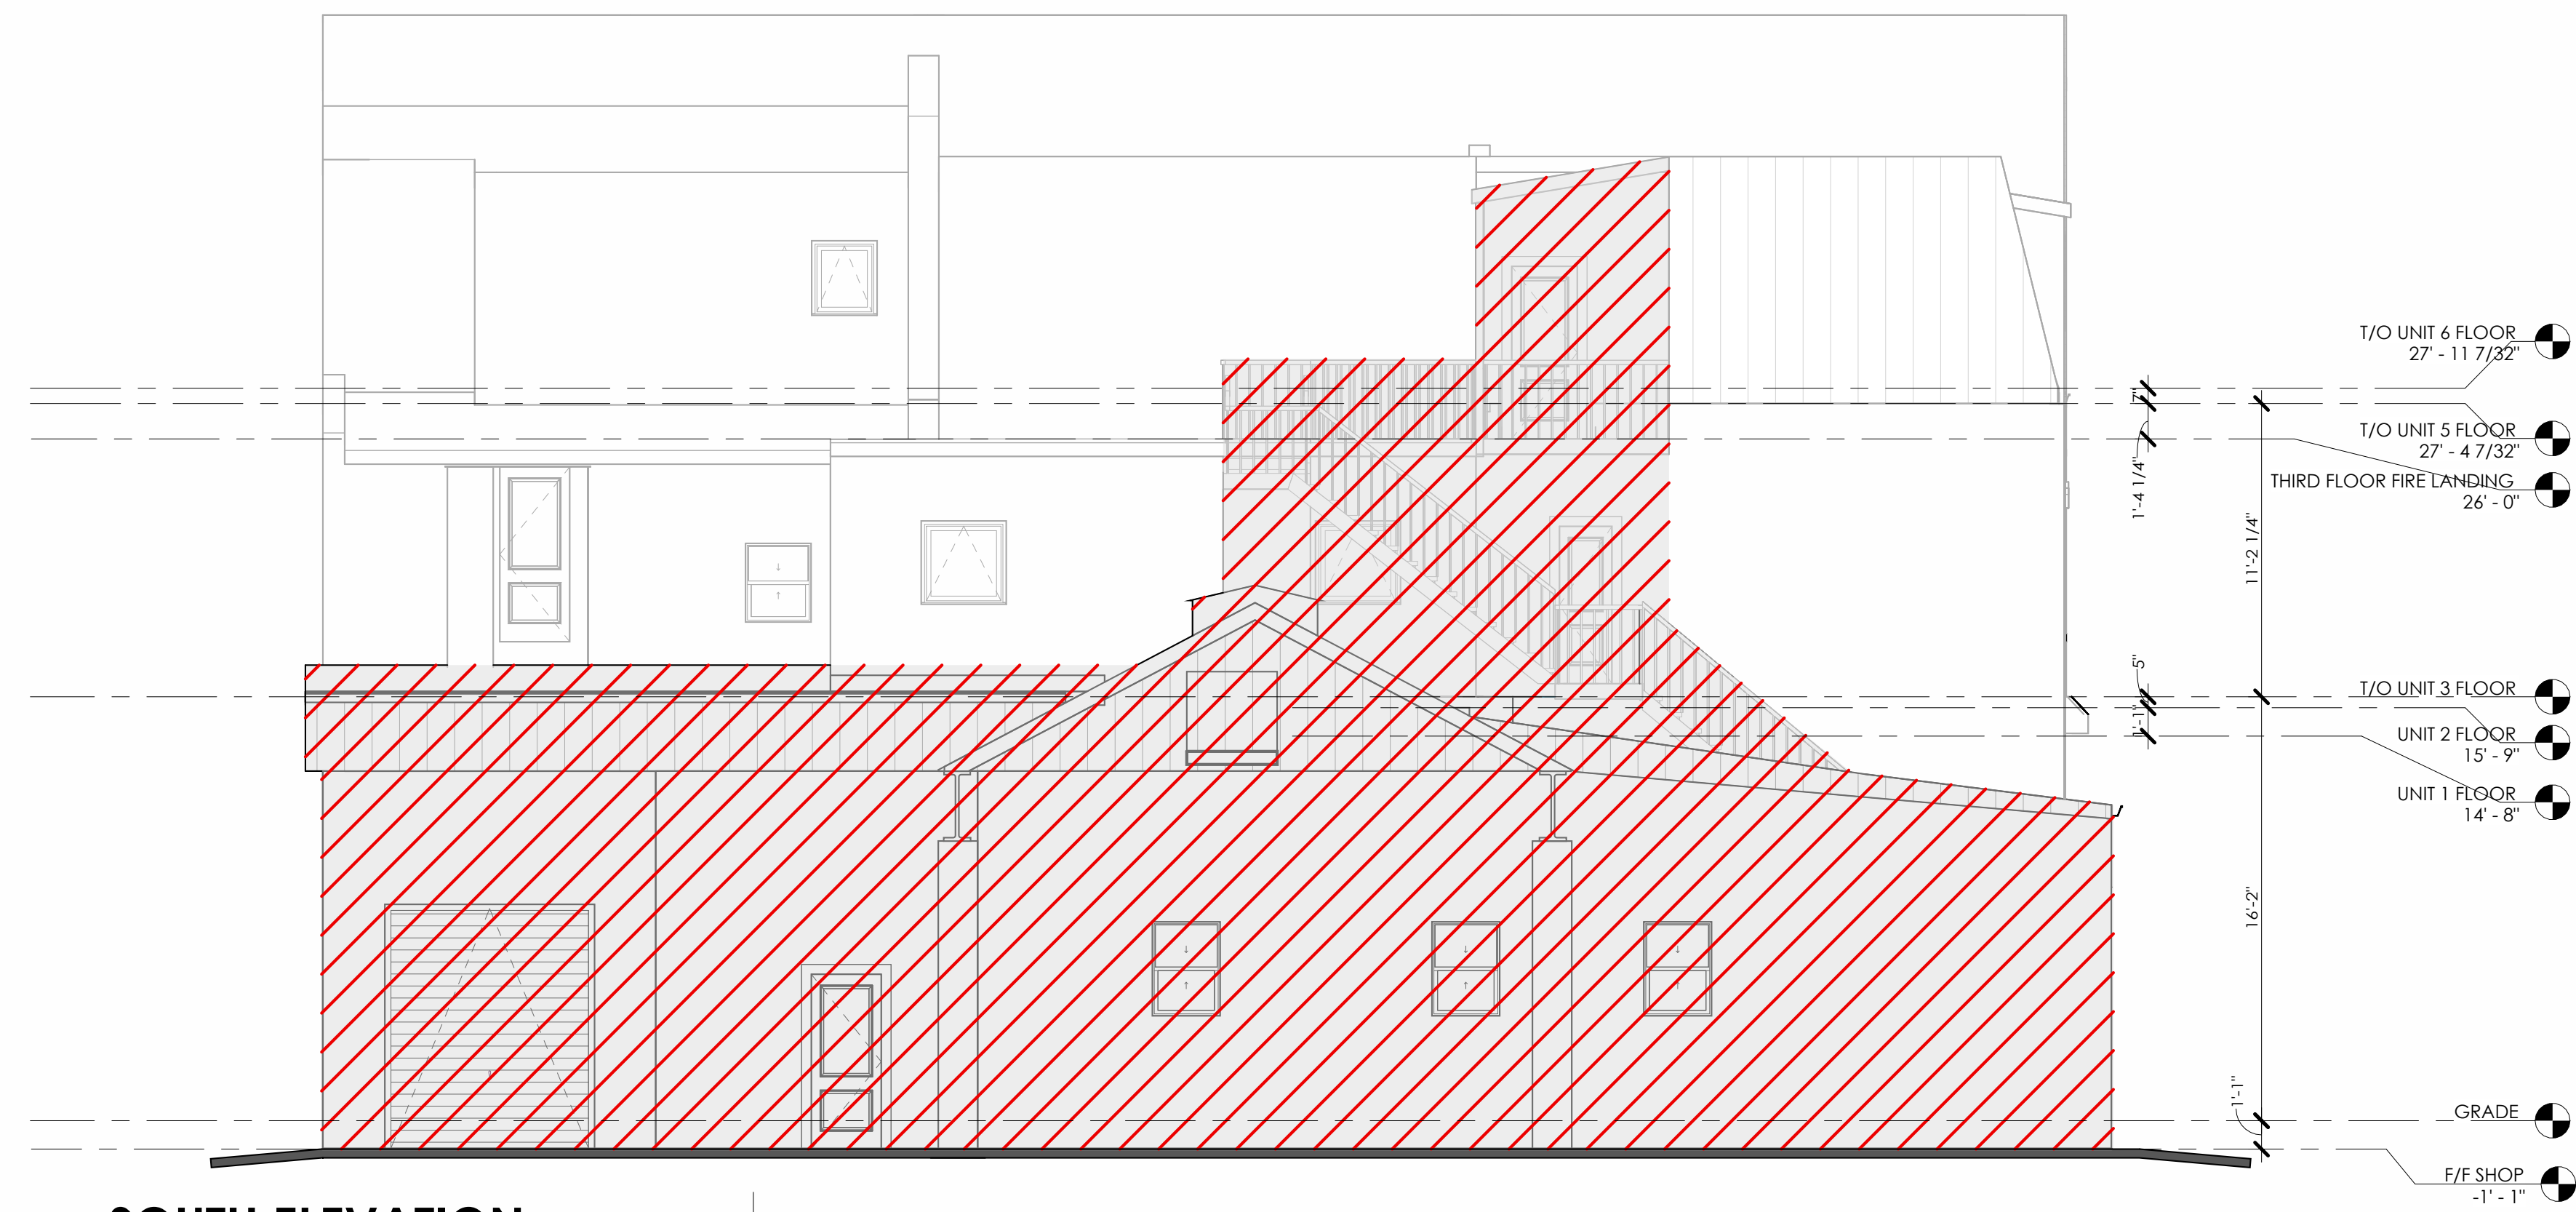 T/O UNIT 6 FLOOR
27' - 11 7/32"
7"
T/O UNIT 5 FLOOR
27' - 4 7/32"
1'-4 1/4"
THIRD FLOOR FIRE LANDING
26' - 0"
11'-2 1/4"
5"
T/O UNIT 3 FLOOR
1'-1"
UNIT 2 FLOOR
15' - 9"
UNIT 1 FLOOR
14' - 8"
16'-2"
1'-1"
GRADE
F/F SHOP
-1' - 1"
SOUTH ELEVATION